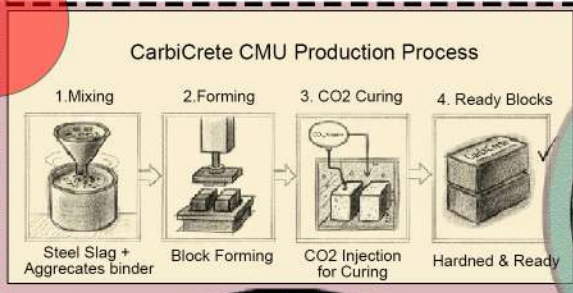 CarbiCrete CMU Production Process
1.Mixing
2.Forming
3. CO2 Curing
4. Ready Blocks
CarbiCrete
Steel Slag +
Aggrecates binder
Block Forming
CO2 Injection
for Curing
Hardned & Ready